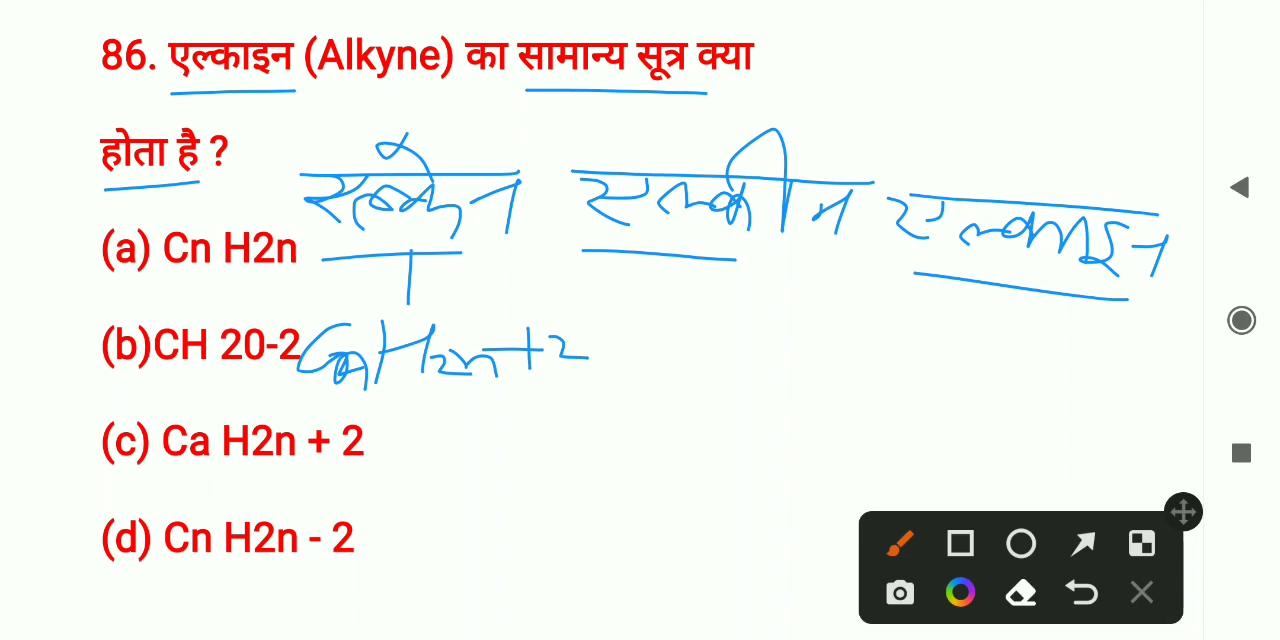 86. एल्काइन (Alkyne) का सामान्य सूत्र क्या
होता है ?
एल्केन एल्कीन एल्काइन
(a) Cn H2n
(b)CH 20-2 CnH2n+2
(c) Ca H2n + 2
(d) Cn H2n - 2